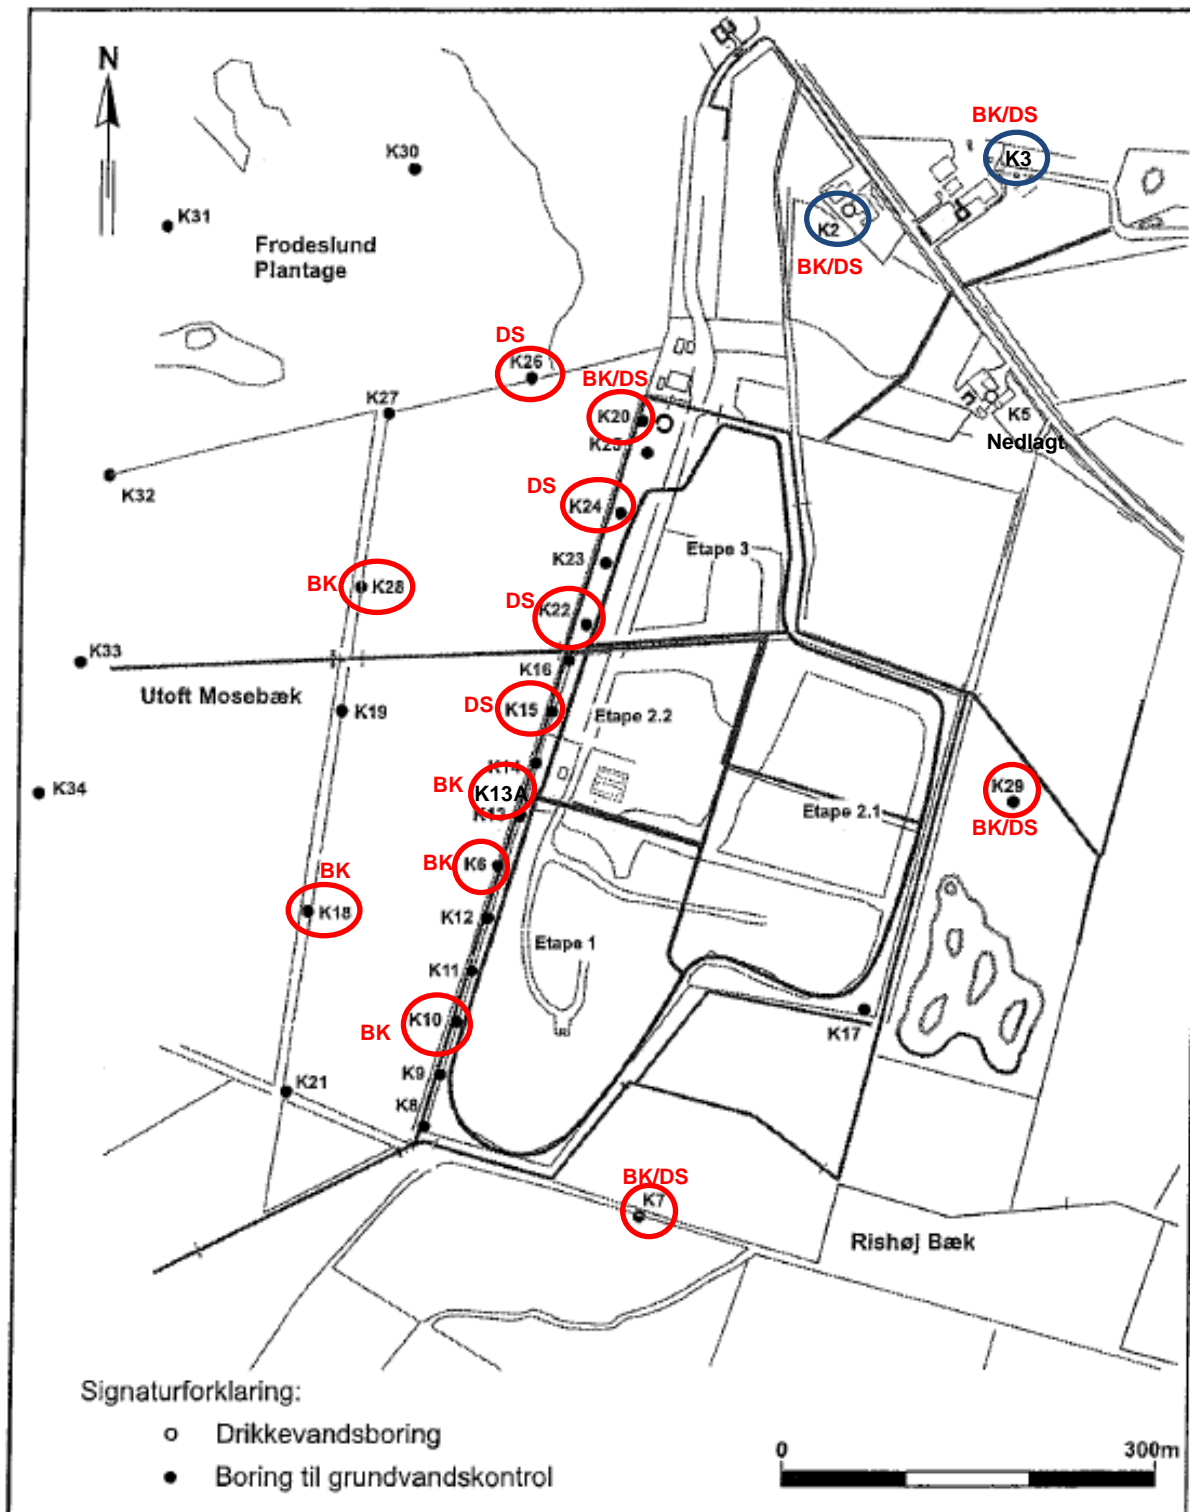 N
BK/DS
K3
K30
K31
K2
BK/DS
Frodeslund
Plantage
DS
K26
BK/DS
K27
K20
K5
Nedlagt
K25
K32
DS
K24
Etape 3
K23
BK
K28
DS
K22
K33
K16
Utoft Mosebæk
K19
DS
K15
Etape 2.2
K14
BK
K13A
K13
K34
K29
BK/DS
Etape 2.1
BK
K6
BK
K18
K12
Etape 1
K11
BK
K10
K17
K9
K21
K8
BK/DS
K7
Rishøj Bæk
Signaturforklaring:
Drikkevandsboring
Boring til grundvandskontrol
0 300m